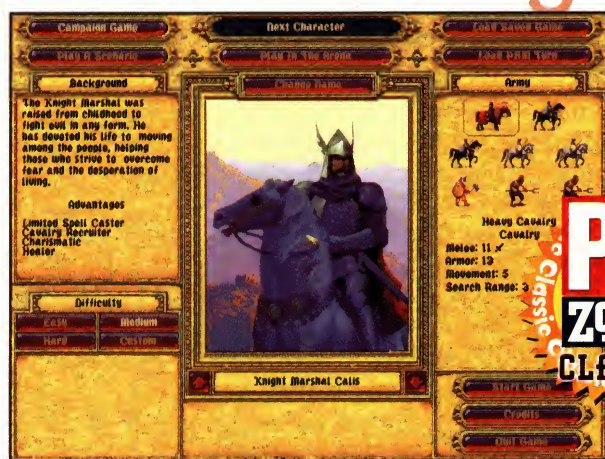 Campaign Game
Next Character
Load Saved Game
Play A Scenario
Play In The Arena
Load PBM Turn
Background
Change Name
Army
The Knight Marshal was
raised from childhood to
fight evil in any form. He
has devoted his life to moving
among the people, helping
those who strive to overcome
fear and the desperation of
living.
Advantages
Limited Spell Caster
Cavalry Recruiter
Charismatic
Healer
Heavy Cavalry
Cavalry
Melee: 11
Armor: 13
Movement: 5
Search Range: 3
Difficulty
Easy
Medium
Hard
Custom
Knight Marshal Calis
Start Game
Credits
Quit Game
Classic